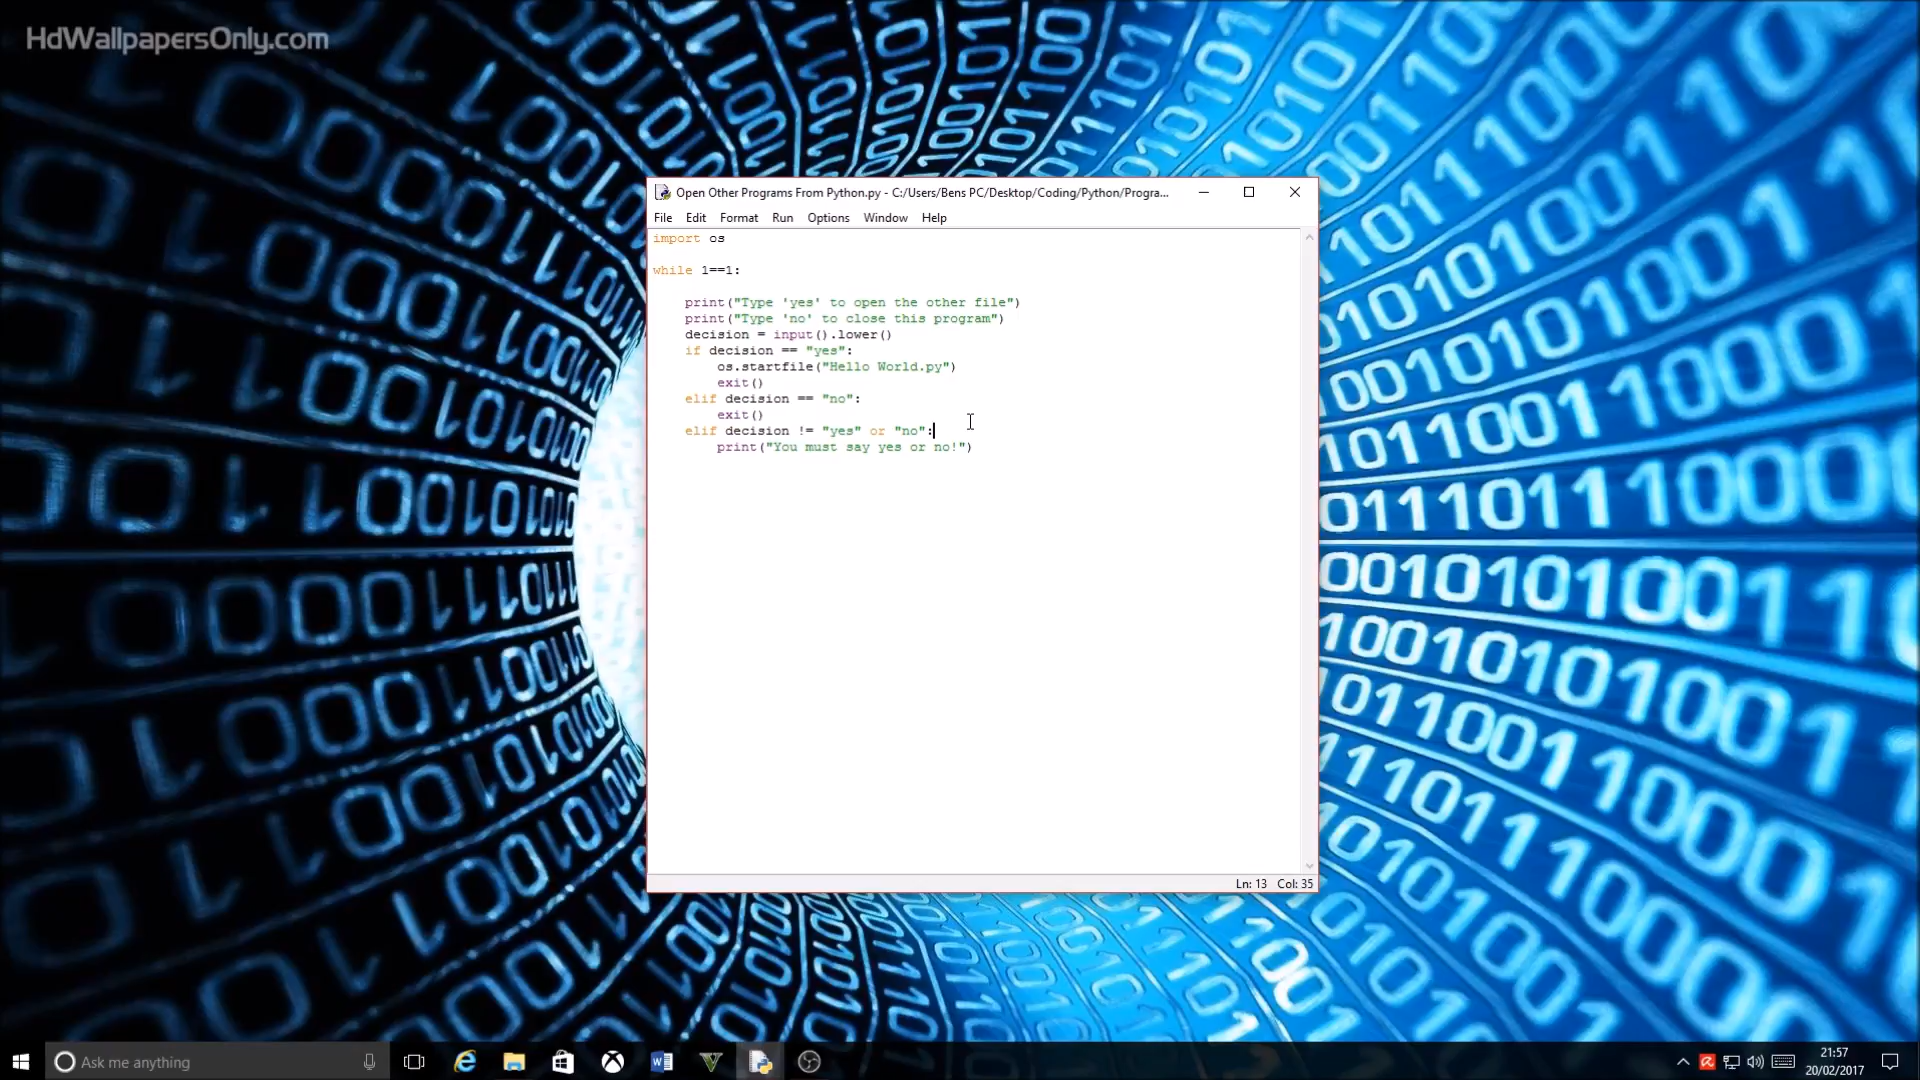 HdWallpapersOnly.com
Open Other Programs From Python.py - C:/Users/Bens PC/Desktop/Coding/Python/Progra...
File Edit Format Run Options Window Help
import os
while 1==1:
print("Type 'yes' to open the other file")
print("Type 'no' to close this program")
decision = input().lower()
if decision == "yes":
os.startfile("Hello World.py")
exit()
elif decision == "no":
exit()
elif decision != "yes" or "no":
print("You must say yes or no!")
Ln: 13 Col: 35
Ask me anything
21:57
20/02/2017